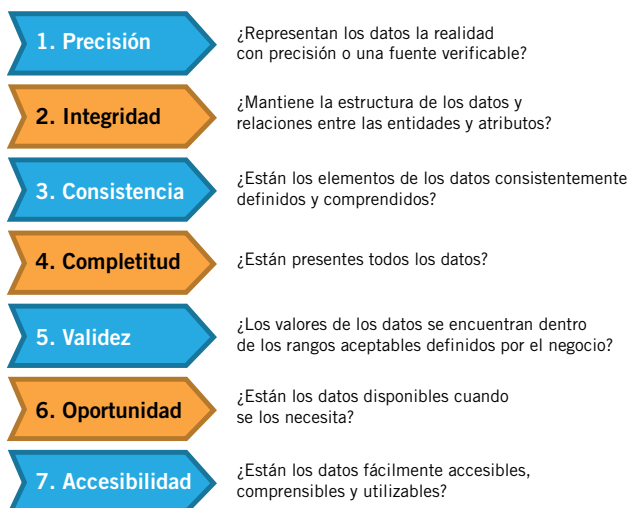 1. Precisión
¿Representan los datos la realidad
con precisión o una fuente verificable?
2. Integridad
¿Mantiene la estructura de los datos y
relaciones entre las entidades y atributos?
3. Consistencia
¿Están los elementos de los datos consistentemente
definidos y comprendidos?
4. Completitud
¿Están presentes todos los datos?
5. Validez
¿Los valores de los datos se encuentran dentro
de los rangos aceptables definidos por el negocio?
6. Oportunidad
¿Están los datos disponibles cuando
se los necesita?
7. Accesibilidad
¿Están los datos fácilmente accesibles,
comprensibles y utilizables?